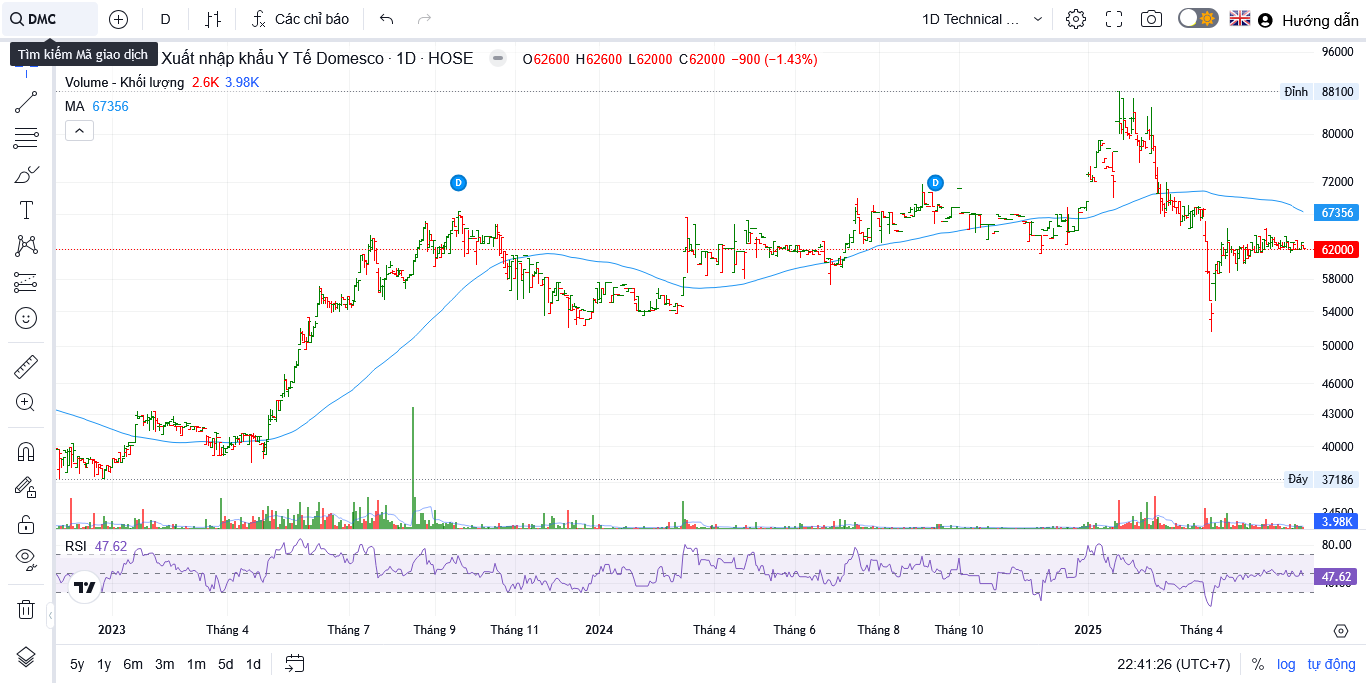 DMC D Các chỉ báo 1D Technical ... Hướng dẫn
Tìm kiếm Mã giao dịch Xuất nhập khẩu Y Tế Domesco · 1D · HOSE O62600 H62600 L62000 C62000 −900 (−1.43%)
Volume - Khối lượng 2.6K 3.98K
MA 67356
96000
Đỉnh 88100
80000
72000
67356
62000
58000
54000
50000
46000
43000
40000
Đáy 37186
34500
3.98K
D D
RSI 47.62
80.00
47.62
2023 Tháng 4 Tháng 7 Tháng 9 Tháng 11 2024 Tháng 4 Tháng 6 Tháng 8 Tháng 10 2025 Tháng 4
5y 1y 6m 3m 1m 5d 1d 22:41:26 (UTC+7) % log tự động